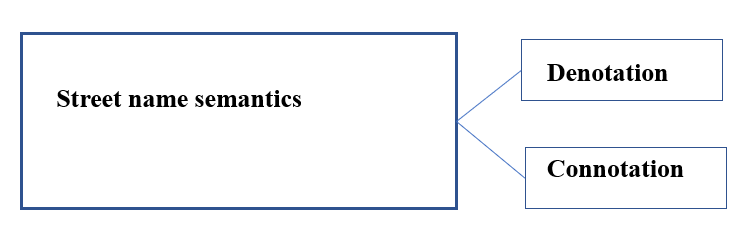 Street name semantics
Denotation
Connotation